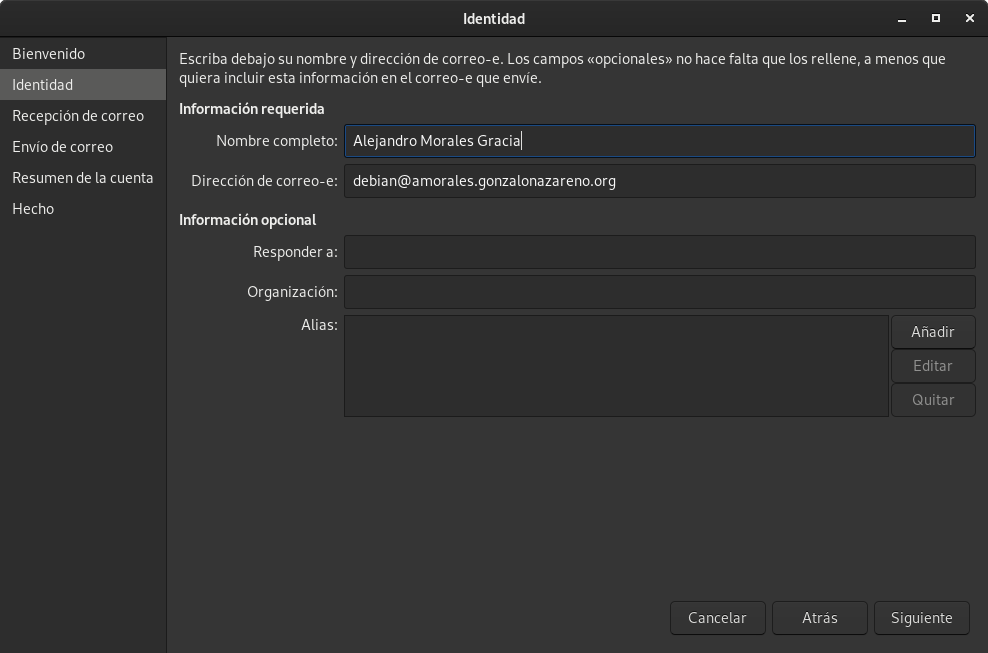 Identidad
Bienvenido
Identidad
Recepción de correo
Envío de correo
Resumen de la cuenta
Hecho
Escriba debajo su nombre y dirección de correo-e. Los campos «opcionales» no hace falta que los rellene, a menos que
quiera incluir esta información en el correo-e que envíe.
Información requerida
Nombre completo: Alejandro Morales Gracia
Dirección de correo-e: debian@amorales.gonzalonazareno.org
Información opcional
Responder a:
Organización:
Alias:
Añadir
Editar
Quitar
Cancelar Atrás Siguiente